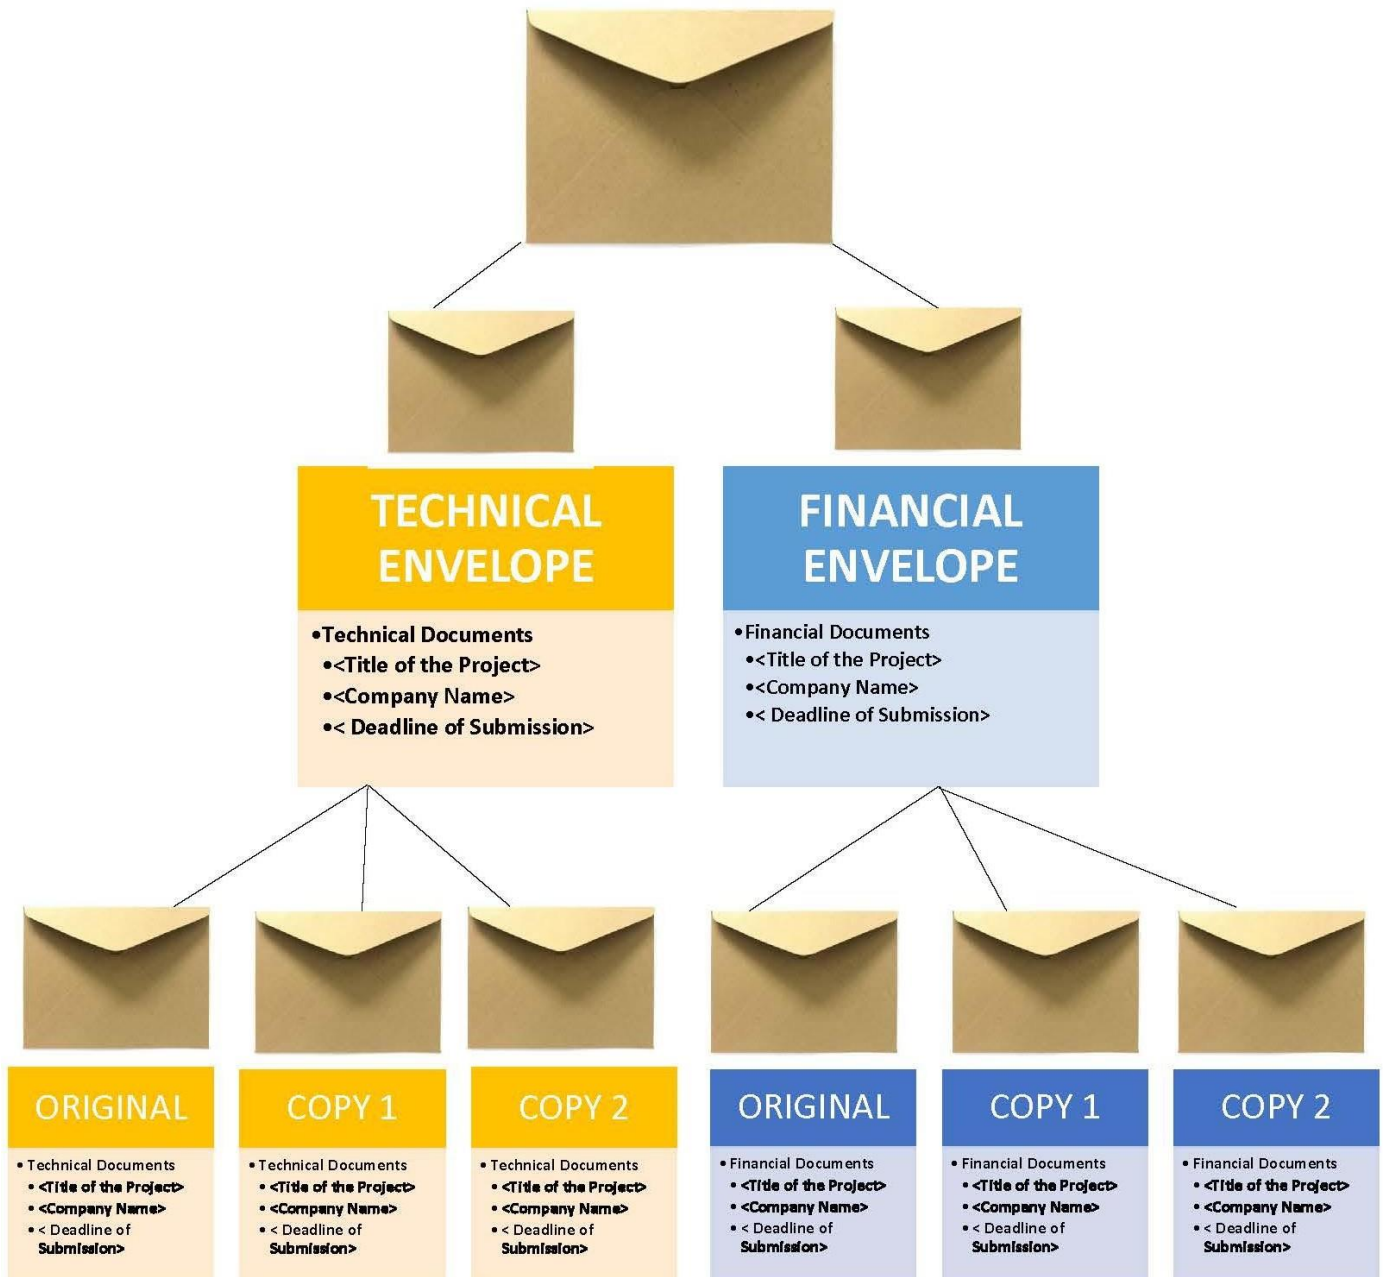 TECHNICAL
ENVELOPE
•Technical Documents
•<Title of the Project>
•<Company Name>
•< Deadline of Submission>
FINANCIAL
ENVELOPE
•Financial Documents
•<Title of the Project>
•<Company Name>
•< Deadline of Submission>
ORIGINAL
• Technical Documents
• <Title of the Project>
• <Company Name>
• < Deadline of
Submission>
COPY 1
• Technical Documents
• <Title of the Project>
• <Company Name>
• < Deadline of
Submission>
COPY 2
• Technical Documents
• <Title of the Project>
• <Company Name>
• < Deadline of
Submission>
ORIGINAL
• Financial Documents
• <Title of the Project>
• <Company Name>
• < Deadline of
Submission>
COPY 1
• Financial Documents
• <Title of the Project>
• <Company Name>
• < Deadline of
Submission>
COPY 2
• Financial Documents
• <Title of the Project>
• <Company Name>
• < Deadline of
Submission>